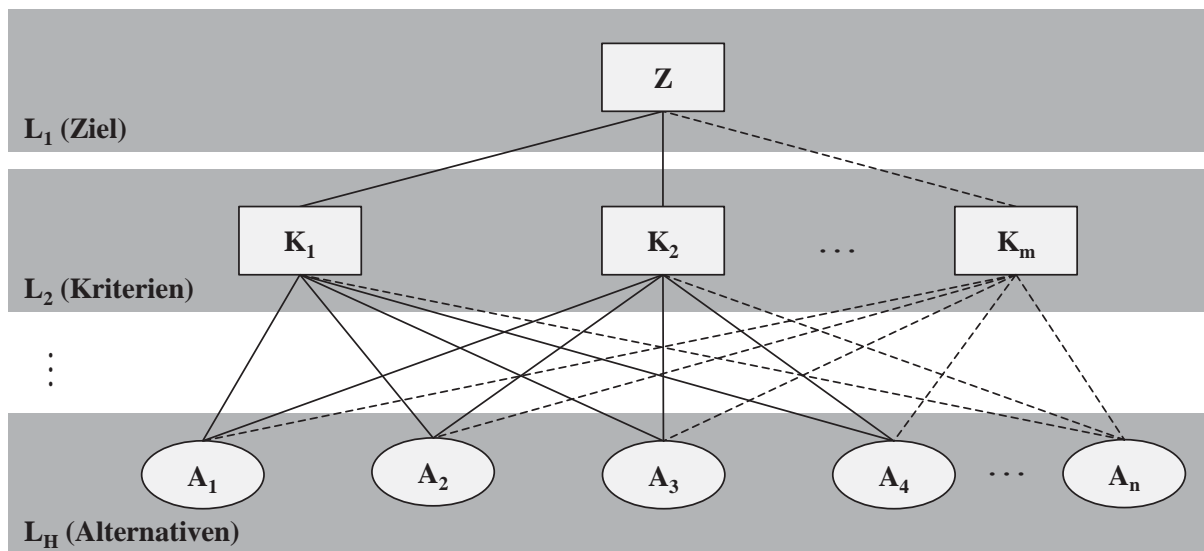 Z
L₁ (Ziel)
K₁ K₂ ... Kₘ
L₂ (Kriterien)
⋮
A₁ A₂ A₃ A₄ ... Aₙ
L_H (Alternativen)